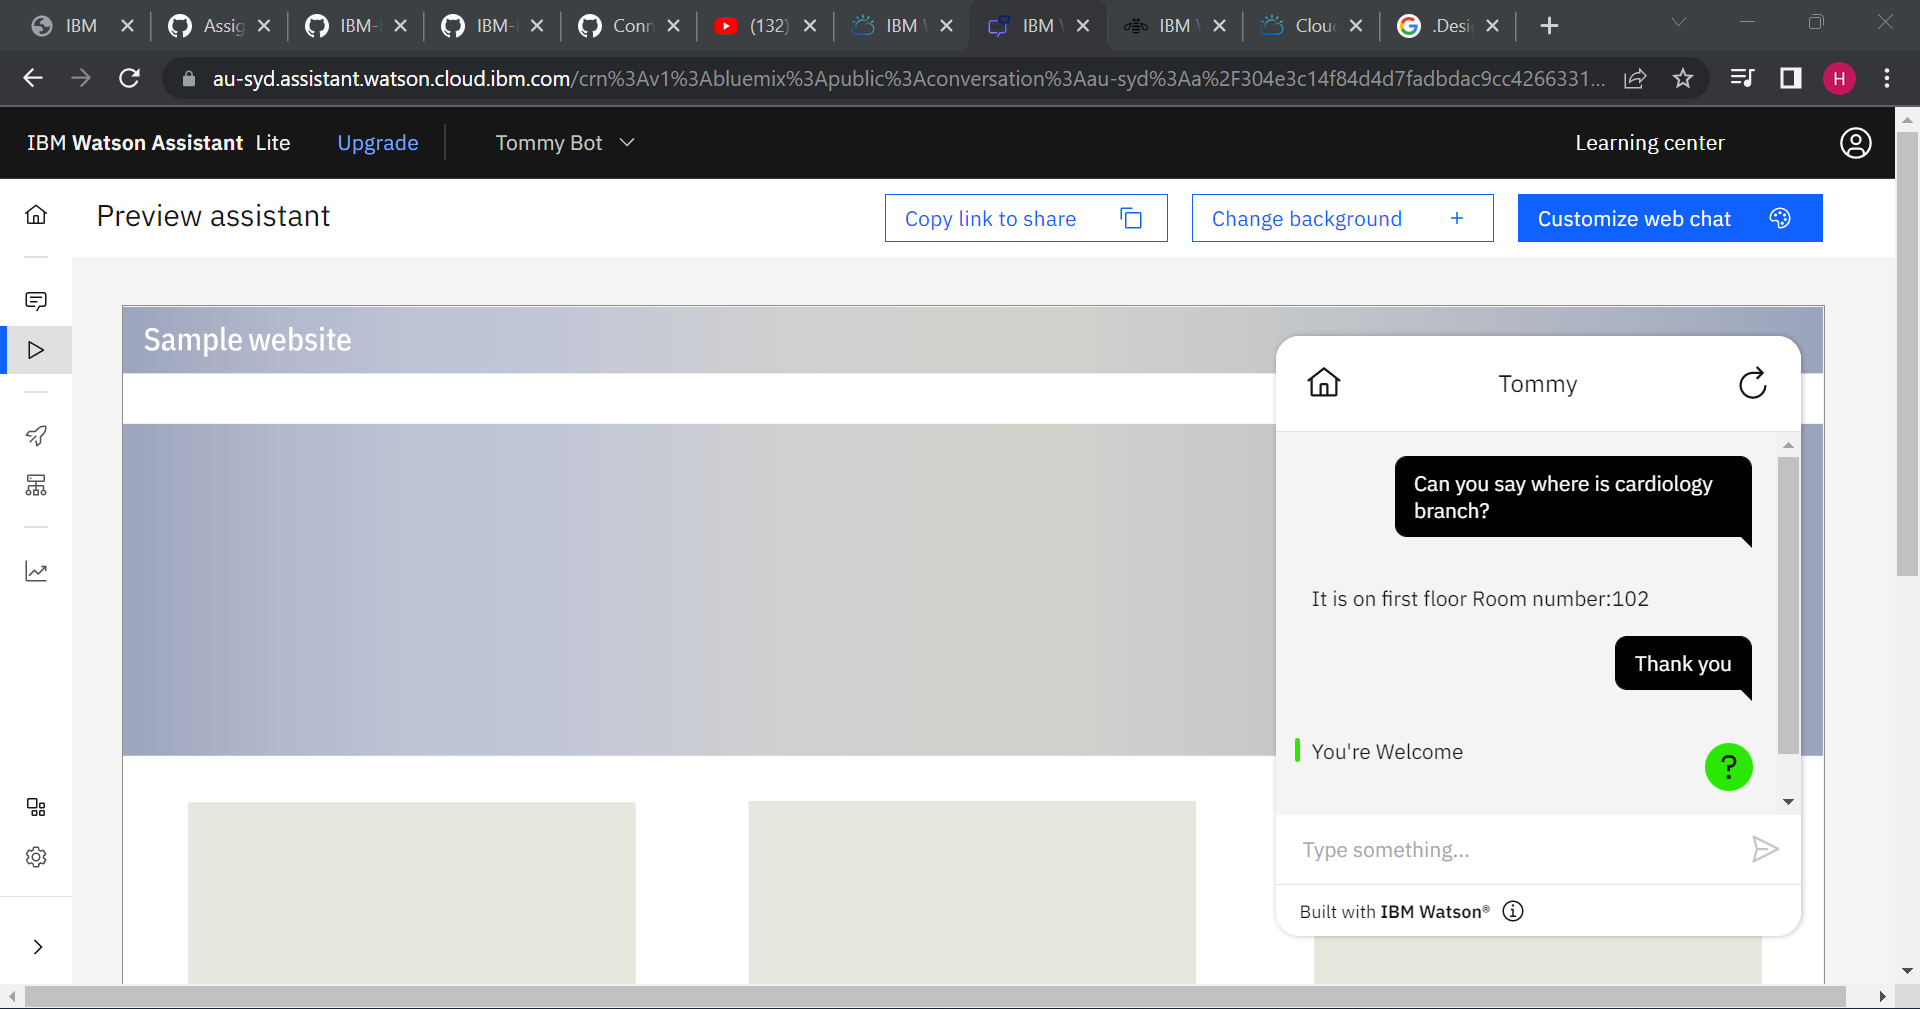 IBM
Assig
IBM-
IBM-
Conn
(132)
IBM
IBM
IBM
Clou
.Desi
au-syd.assistant.watson.cloud.ibm.com/crn%3Av1%3Abluemix%3Apublic%3Aconversation%3Aau-syd%3Aa%2F304e3c14f84d4d7fadbdac9cc4266331...
H
IBM Watson Assistant Lite
Upgrade
Tommy Bot
Learning center
Preview assistant
Copy link to share
Change background
Customize web chat
Sample website
Tommy
Can you say where is cardiology
branch?
It is on first floor Room number:102
Thank you
You're Welcome
?
Type something...
Built with IBM Watson®